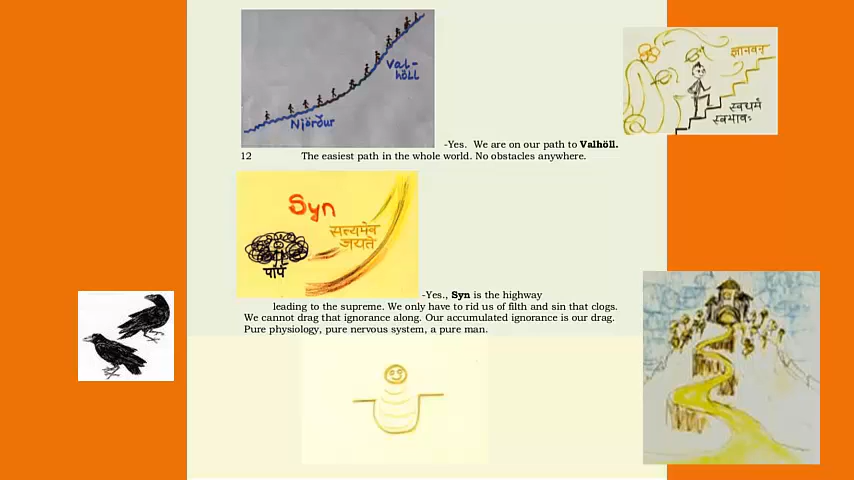 Val-
höll
Njörður
-Yes. We are on our path to Valhöll.
12 The easiest path in the whole world. No obstacles anywhere.
ज्ञानवन्
स्वधर्म
स्वभावः
Syn
सत्यमेव
जयते
पाप
-Yes., Syn is the highway
leading to the supreme. We only have to rid us of filth and sin that clogs.
We cannot drag that ignorance along. Our accumulated ignorance is our drag.
Pure physiology, pure nervous system, a pure man.